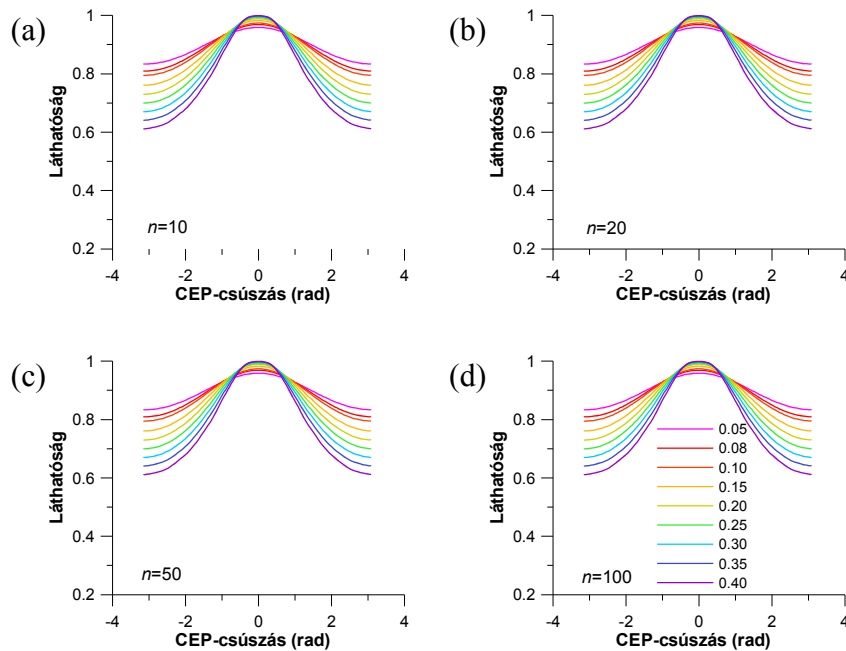 (a)
1
0.8
0.6
0.4
0.2
Láthatóság
n=10
-4 -2 0 2 4
CEP-csúszás (rad)
(b)
1
0.8
0.6
0.4
0.2
Láthatóság
n=20
-4 -2 0 2 4
CEP-csúszás (rad)
(c)
1
0.8
0.6
0.4
0.2
Láthatóság
n=50
-4 -2 0 2 4
CEP-csúszás (rad)
(d)
1
0.8
0.6
0.4
0.2
Láthatóság
0.05
0.08
0.10
0.15
0.20
0.25
0.30
0.35
0.40
n=100
-4 -2 0 2 4
CEP-csúszás (rad)